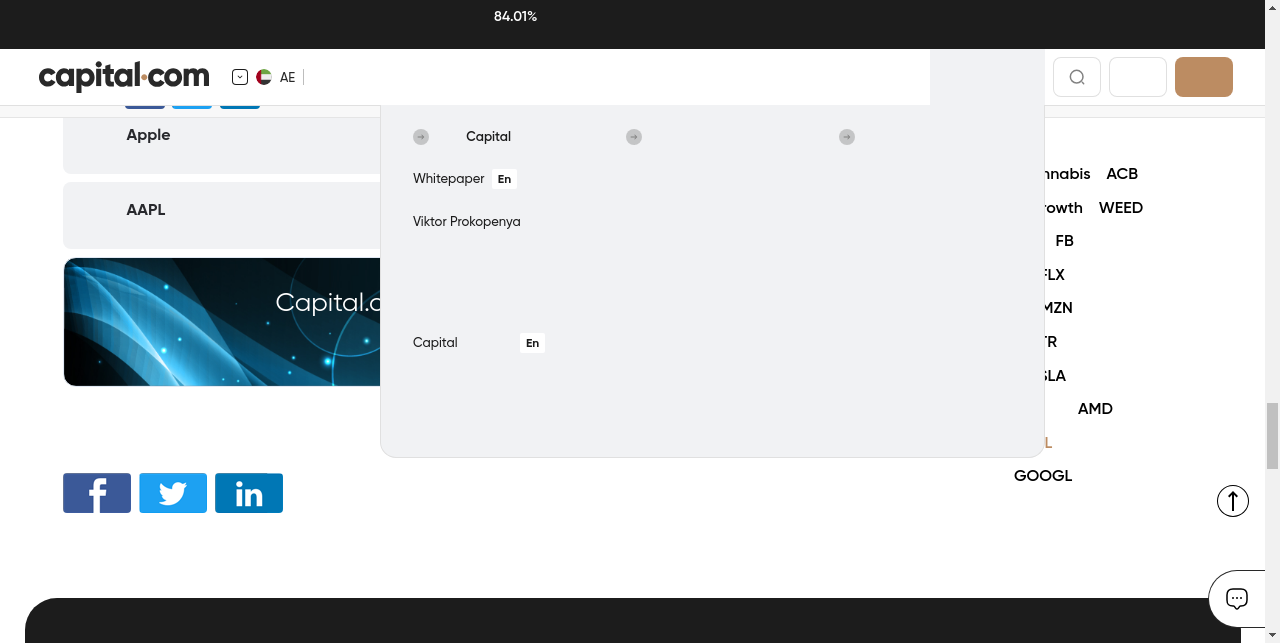 84.01%
capital.com
AE
Apple
AAPL
Capital.c
Capital
Whitepaper En
Viktor Prokopenya
Capital En
nnabis ACB
rowth WEED
FB
FLX
MZN
TR
SLA
AMD
L
GOOGL